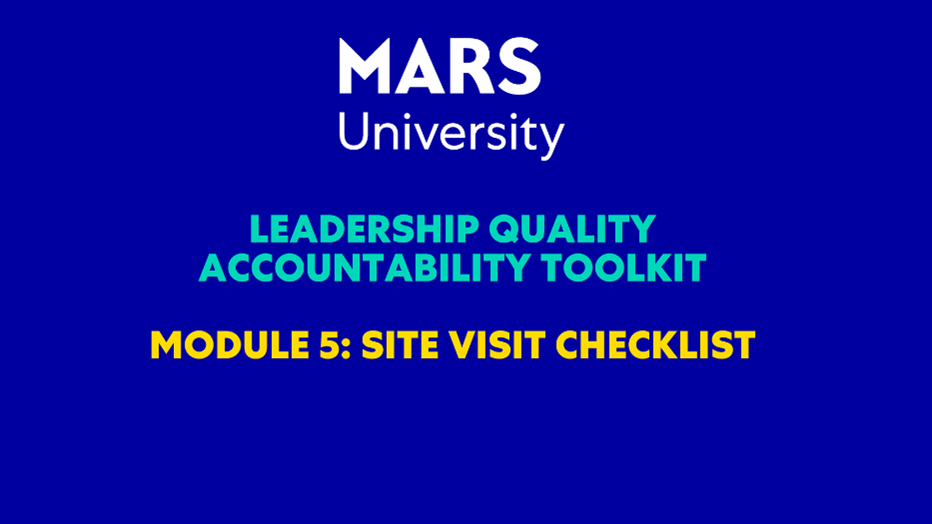 MARS
University
LEADERSHIP QUALITY
ACCOUNTABILITY TOOLKIT
MODULE 5: SITE VISIT CHECKLIST